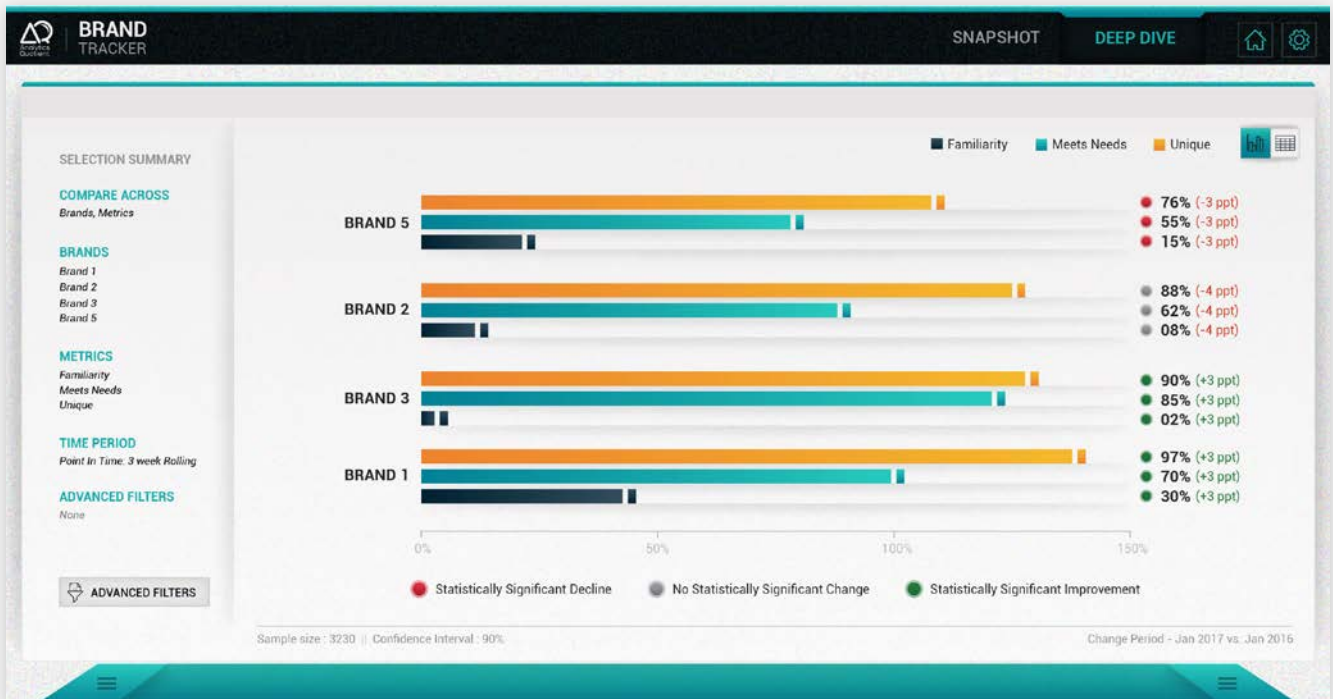 Analytics
Quotient
BRAND
TRACKER
SNAPSHOT
DEEP DIVE
Familiarity
Meets Needs
Unique
SELECTION SUMMARY
COMPARE ACROSS
Brands, Metrics
BRANDS
Brand 1
Brand 2
Brand 3
Brand 5
METRICS
Familiarity
Meets Needs
Unique
TIME PERIOD
Point In Time: 3 week Rolling
ADVANCED FILTERS
None
ADVANCED FILTERS
BRAND 5
76% (-3 ppt)
55% (-3 ppt)
15% (-3 ppt)
BRAND 2
88% (-4 ppt)
62% (-4 ppt)
08% (-4 ppt)
BRAND 3
90% (+3 ppt)
85% (+3 ppt)
02% (+3 ppt)
BRAND 1
97% (+3 ppt)
70% (+3 ppt)
30% (+3 ppt)
0% 50% 100% 150%
Statistically Significant Decline
No Statistically Significant Change
Statistically Significant Improvement
Sample size : 3230 || Confidence Interval : 90%
Change Period - Jan 2017 vs. Jan 2016